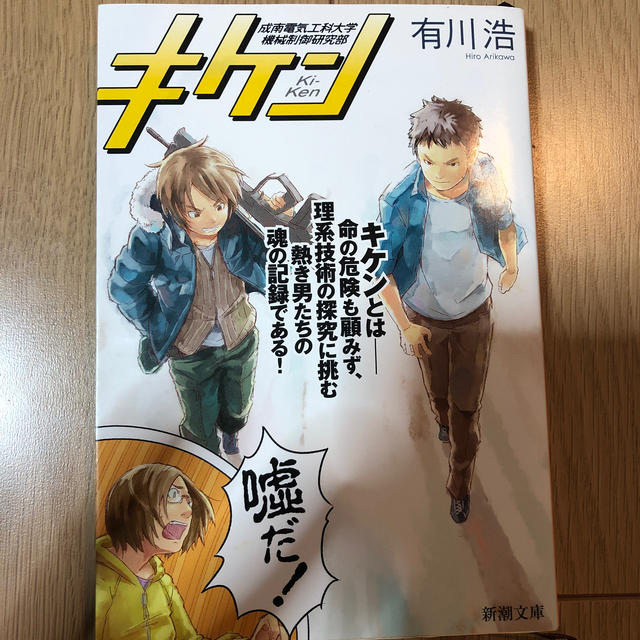 成南電気工科大学
機械制御研究部
キケン
Ki-
Ken
有川 浩
Hiro Arikawa
キケンとは――
命の危険も顧みず、
理系技術の探究に挑む
熱き男たちの
魂の記録である!
嘘だ!
新潮文庫